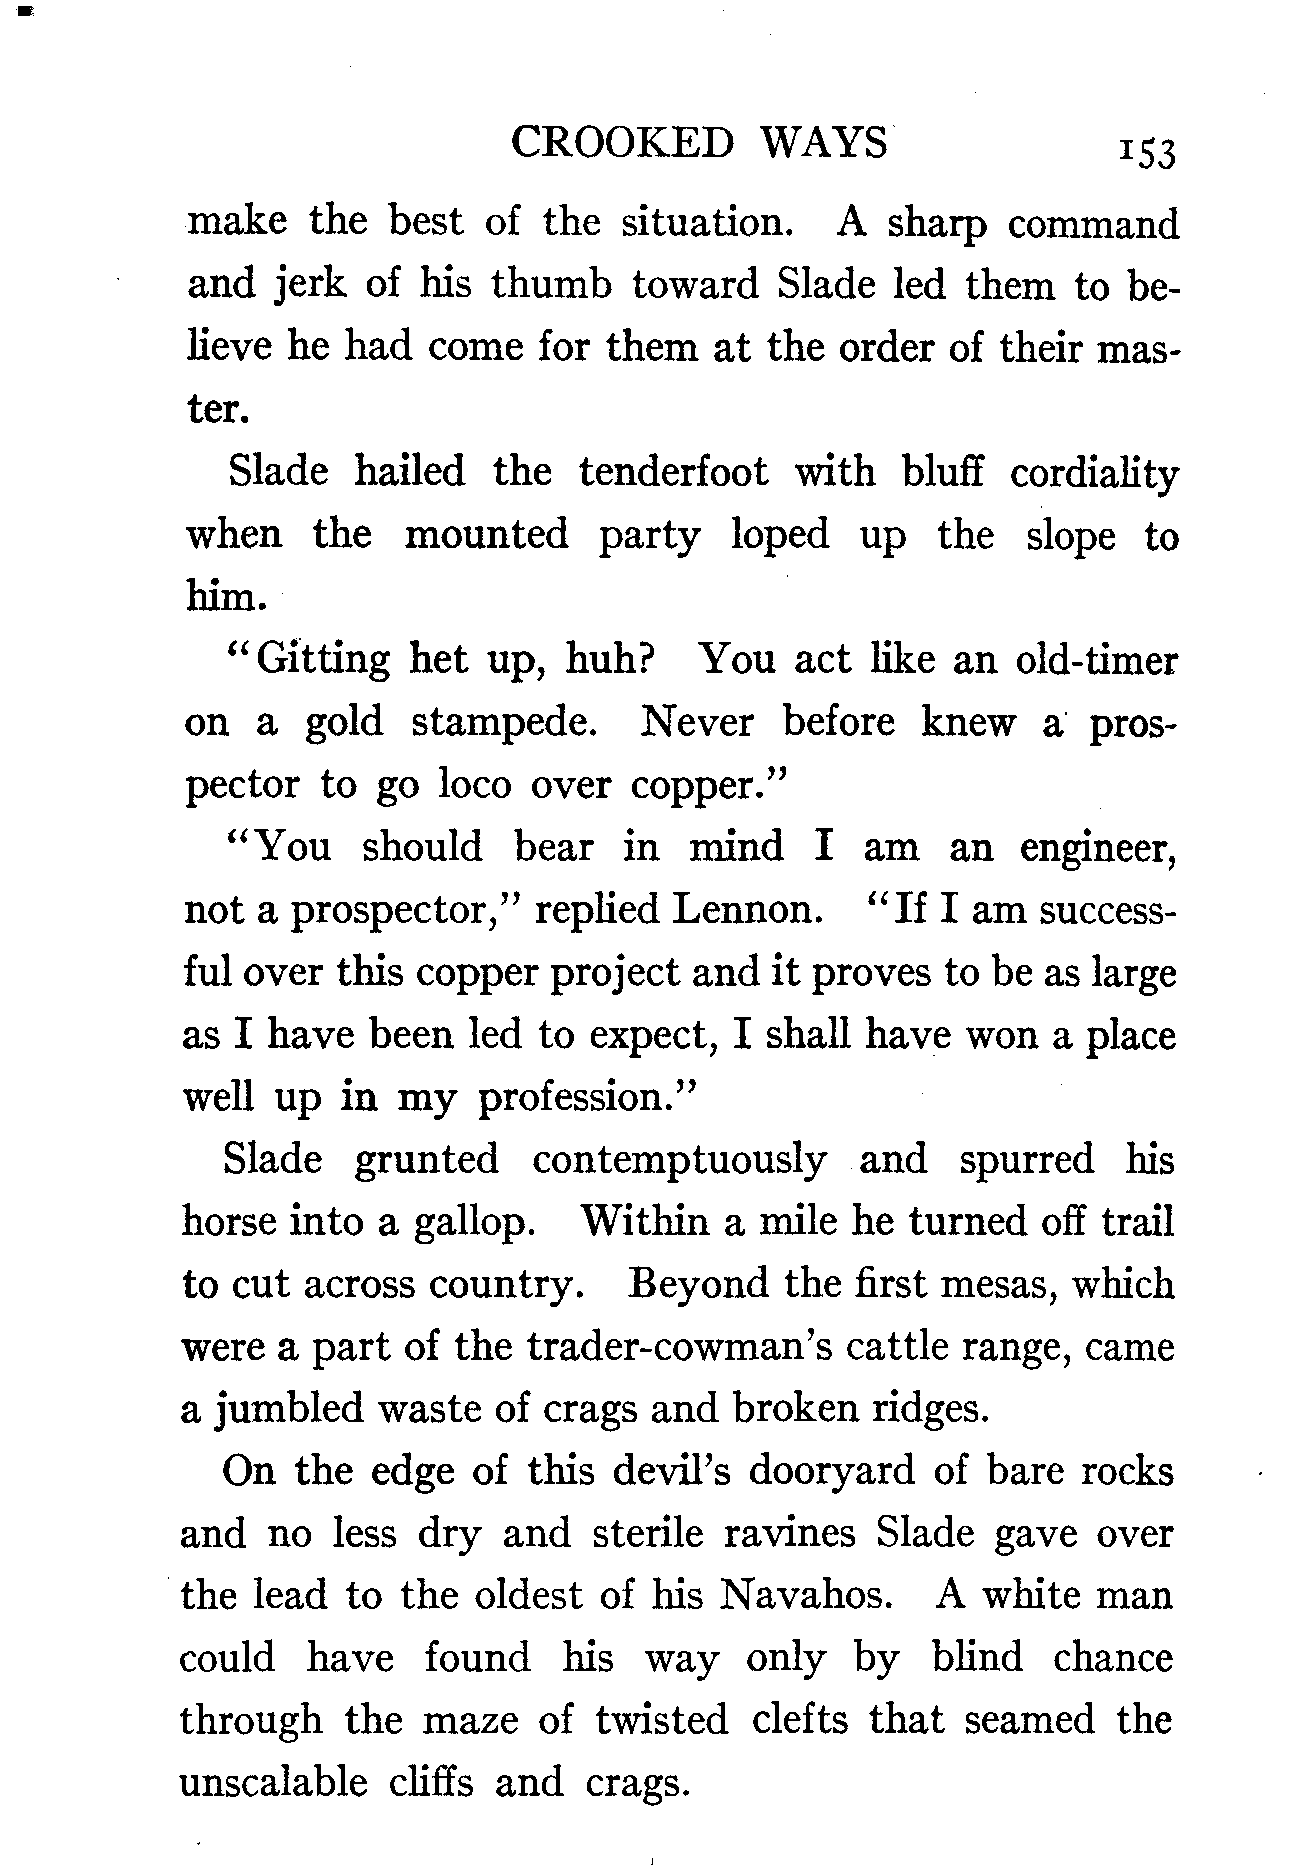 CROOKED WAYS 153
make the best of the situation. A sharp command
and jerk of his thumb toward Slade led them to be-
lieve he had come for them at the order of their mas-
ter.
Slade hailed the tenderfoot with bluff cordiality
when the mounted party loped up the slope to
him.
"Gitting het up, huh? You act like an old-timer
on a gold stampede. Never before knew a pros-
pector to go loco over copper."
"You should bear in mind I am an engineer,
not a prospector," replied Lennon. "If I am success-
ful over this copper project and it proves to be as large
as I have been led to expect, I shall have won a place
well up in my profession."
Slade grunted contemptuously and spurred his
horse into a gallop. Within a mile he turned off trail
to cut across country. Beyond the first mesas, which
were a part of the trader-cowman's cattle range, came
a jumbled waste of crags and broken ridges.
On the edge of this devil's dooryard of bare rocks
and no less dry and sterile ravines Slade gave over
the lead to the oldest of his Navahos. A white man
could have found his way only by blind chance
through the maze of twisted clefts that seamed the
unscalable cliffs and crags.